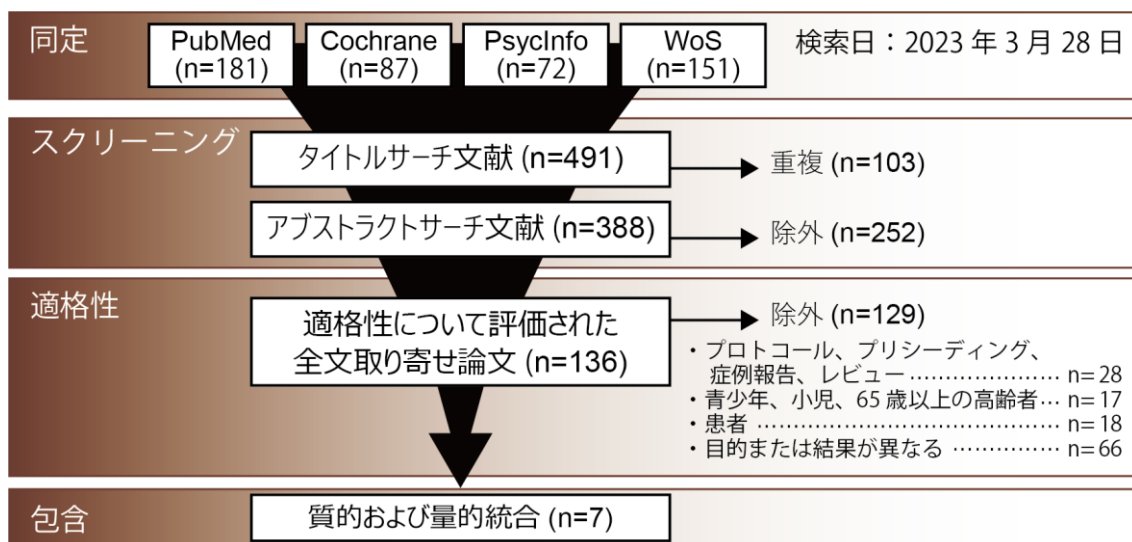 同定
PubMed
(n=181)
Cochrane
(n=87)
PsycInfo
(n=72)
WoS
(n=151)
検索日：2023 年 3 月 28 日
スクリーニング
タイトルサーチ文献 (n=491)
重複 (n=103)
アブストラクトサーチ文献 (n=388)
除外 (n=252)
適格性
適格性について評価された
全文取り寄せ論文 (n=136)
除外 (n=129)
・プロトコール、プリシーディング、
症例報告、レビュー ………………… n= 28
・青少年、小児、65 歳以上の高齢者 … n= 17
・患者 …………………………………… n= 18
・目的または結果が異なる …………… n= 66
包含
質的および量的統合 (n=7)